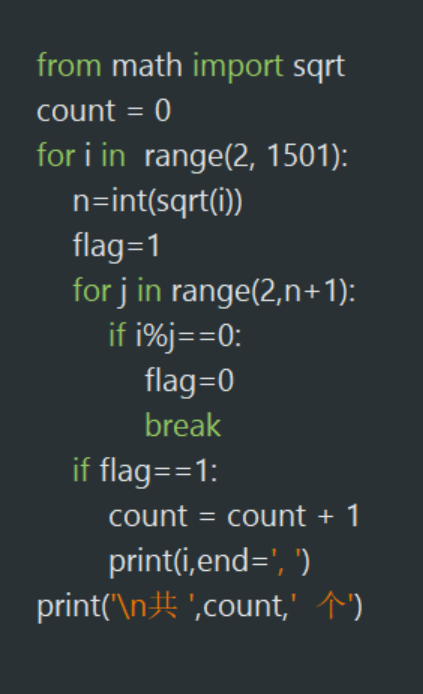 from math import sqrt
count = 0
for i in  range(2, 1501):
    n=int(sqrt(i))
    flag=1
    for j in range(2,n+1):
        if i%j==0:
            flag=0
            break
    if flag==1:
        count = count + 1
        print(i,end=', ')
print('\n共 ',count,'  个')